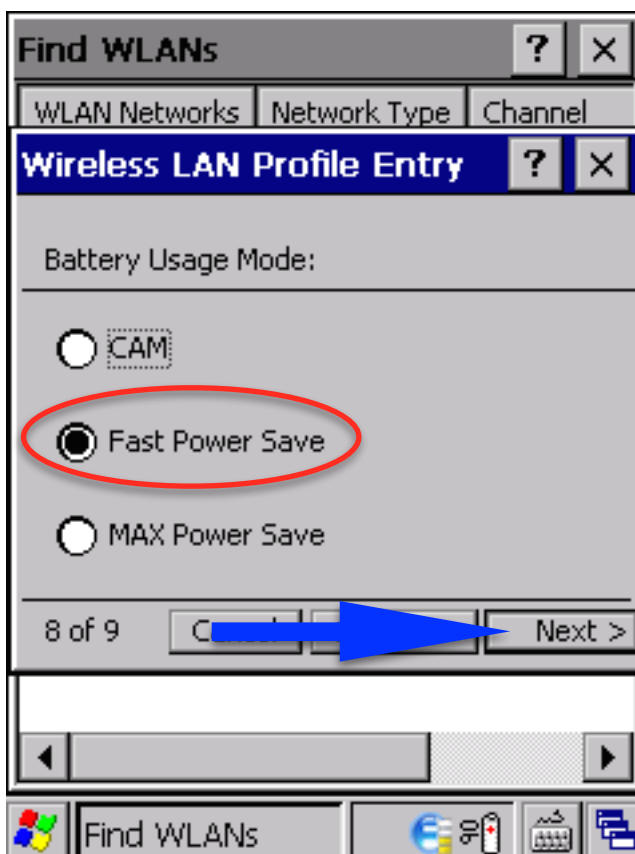 Find WLANs ? ×
WLAN Networks Network Type Channel
Wireless LAN Profile Entry ? ×
Battery Usage Mode:
CAM
Fast Power Save
MAX Power Save
8 of 9 Next >
Find WLANs